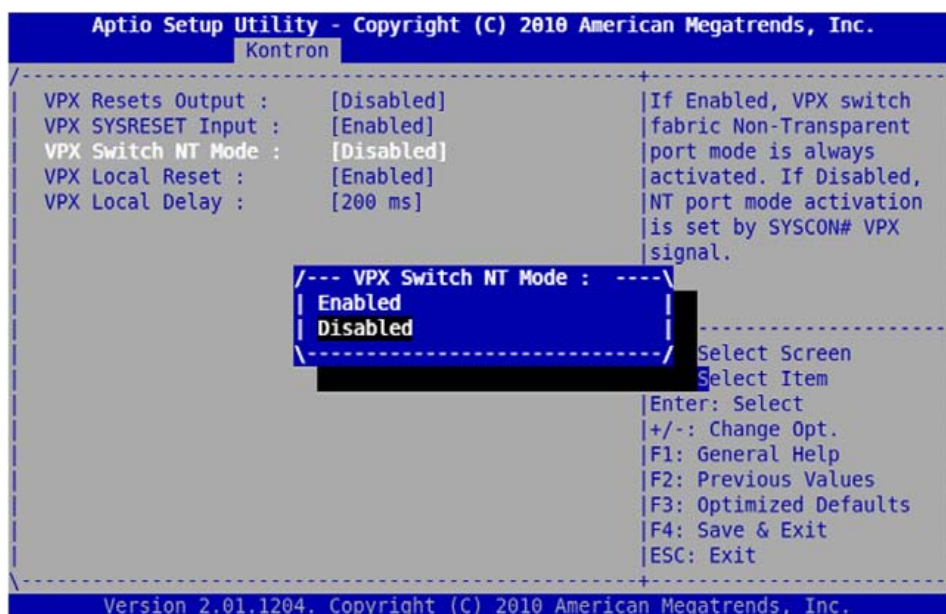 Aptio Setup Utility - Copyright (C) 2010 American Megatrends, Inc.
Kontron
VPX Resets Output : [Disabled]
VPX SYSRESET Input : [Enabled]
VPX Switch NT Mode : [Disabled]
VPX Local Reset : [Enabled]
VPX Local Delay : [200 ms]
If Enabled, VPX switch
fabric Non-Transparent
port mode is always
activated. If Disabled,
NT port mode activation
is set by SYSCON# VPX
signal.
/--- VPX Switch NT Mode : ----\
Enabled
Disabled
Select Screen
Select Item
Enter: Select
+/-: Change Opt.
F1: General Help
F2: Previous Values
F3: Optimized Defaults
F4: Save & Exit
ESC: Exit
Version 2.01.1204. Copyright (C) 2010 American Megatrends, Inc.